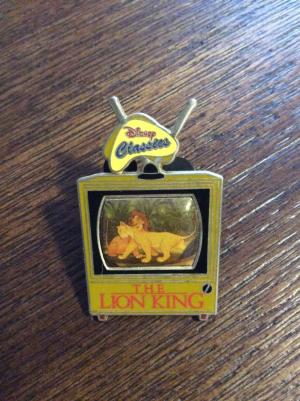 Disney
Classics
THE
LION KING